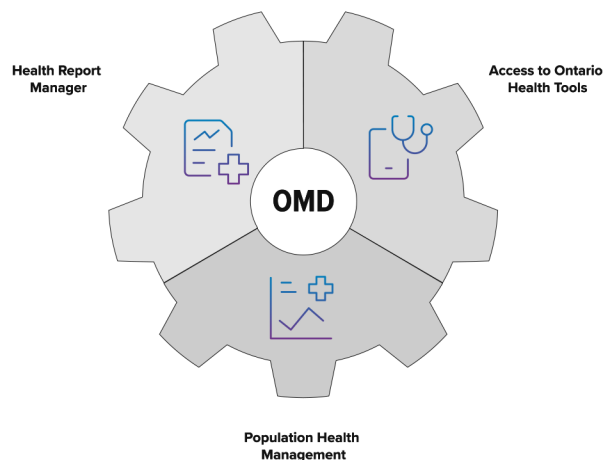 Health Report
Manager
Access to Ontario
Health Tools
OMD
Population Health
Management